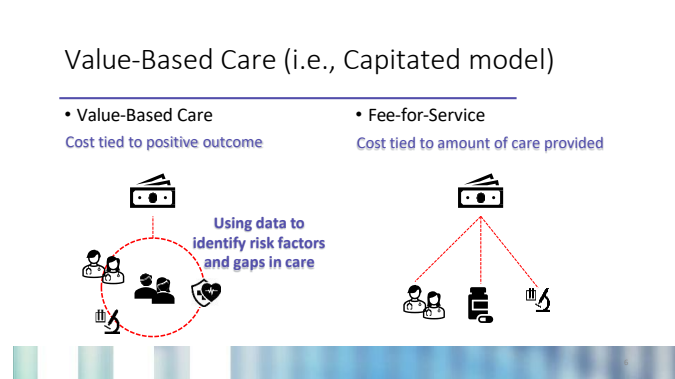 Value-Based Care (i.e., Capitated model)
• Value-Based Care
Cost tied to positive outcome
• Fee-for-Service
Cost tied to amount of care provided
Using data to
identify risk factors
and gaps in care